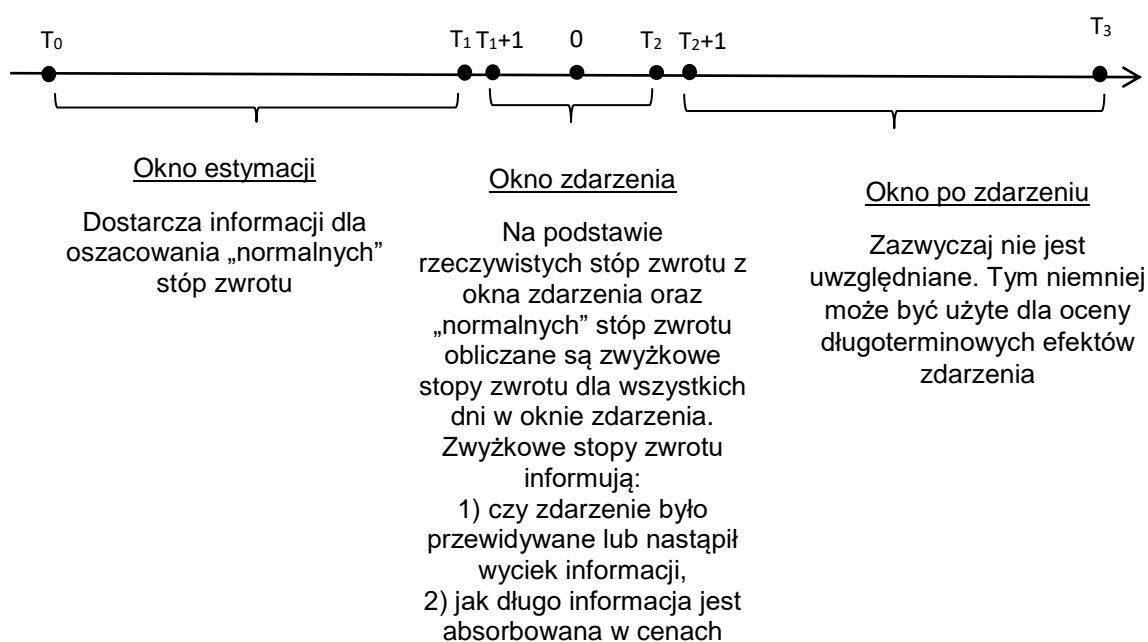 T0 T1 T1+1 0 T2 T2+1 T3
Okno estymacji
Dostarcza informacji dla
oszacowania „normalnych”
stóp zwrotu
Okno zdarzenia
Na podstawie
rzeczywistych stóp zwrotu z
okna zdarzenia oraz
„normalnych” stóp zwrotu
obliczane są zwyżkowe
stopy zwrotu dla wszystkich
dni w oknie zdarzenia.
Zwyżkowe stopy zwrotu
informują:
1) czy zdarzenie było
przewidywane lub nastąpił
wyciek informacji,
2) jak długo informacja jest
absorbowana w cenach
Okno po zdarzeniu
Zazwyczaj nie jest
uwzględniane. Tym niemniej
może być użyte dla oceny
długoterminowych efektów
zdarzenia